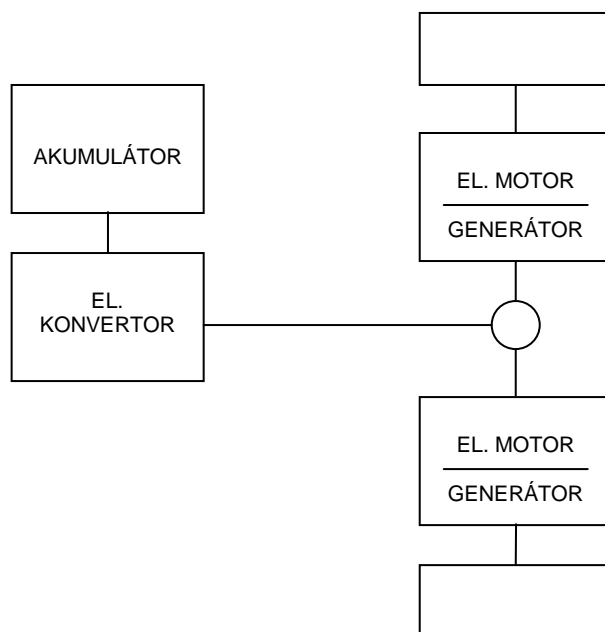 AKUMULÁTOR
EL.
KONVERTOR
EL. MOTOR
GENERÁTOR
EL. MOTOR
GENERÁTOR